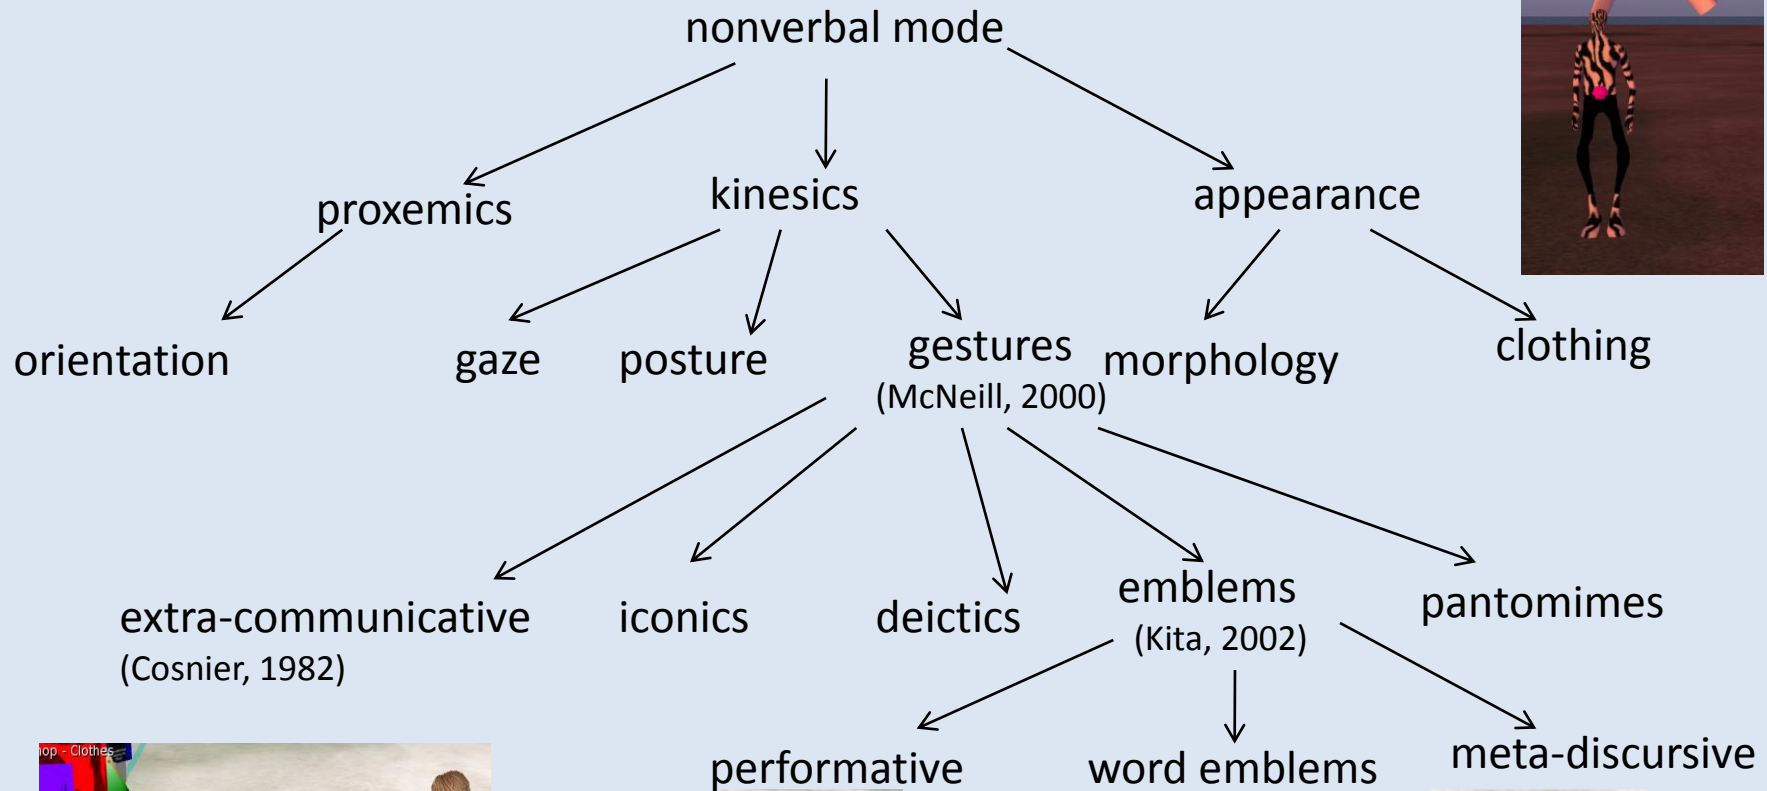 nonverbal mode
proxemics
kinesics
appearance
orientation
gaze
posture
gestures
(McNeill, 2000)
morphology
clothing
extra-communicative
(Cosnier, 1982)
iconics
deictics
emblems
(Kita, 2002)
pantomimes
performative
word emblems
meta-discursive
- Clothes